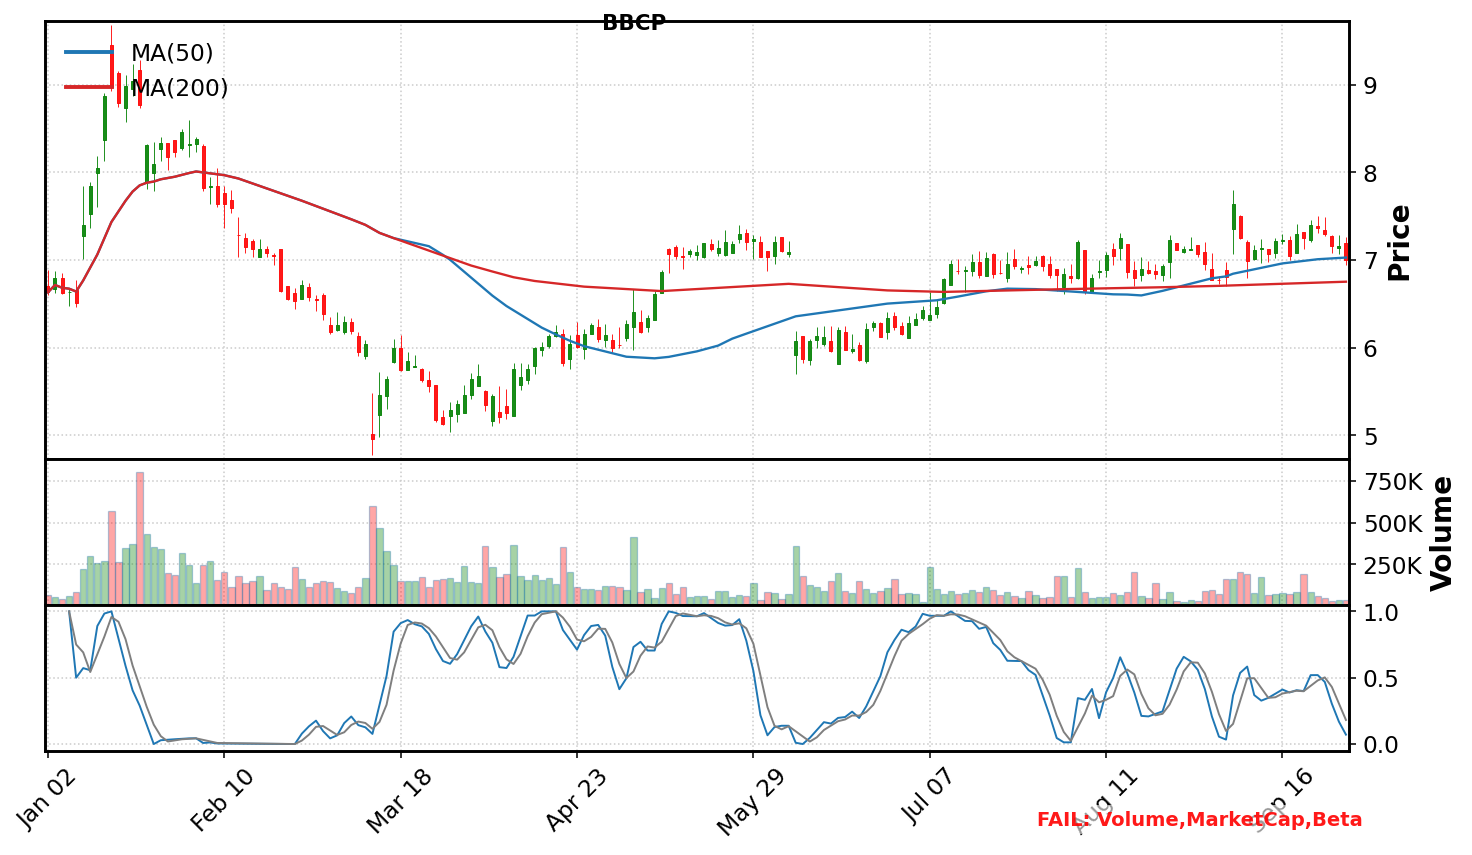 BBCP
MA(50)
MA(200)
9
8
7
6
5
Price
750K
500K
250K
Volume
1.0
0.5
0.0
Jan 02
Feb 10
Mar 18
Apr 23
May 29
Jul 07
Aug 11
Sep 16
FAIL: Volume,MarketCap,Beta